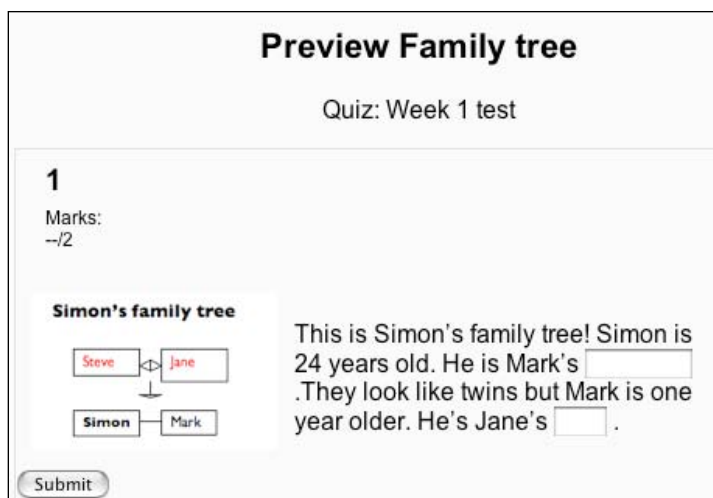 Preview Family tree
Quiz: Week 1 test
1
Marks:
--/2
Simon's family tree
Steve
Jane
Simon
Mark
This is Simon's family tree! Simon is
24 years old. He is Mark's
.They look like twins but Mark is one
year older. He's Jane's .
Submit